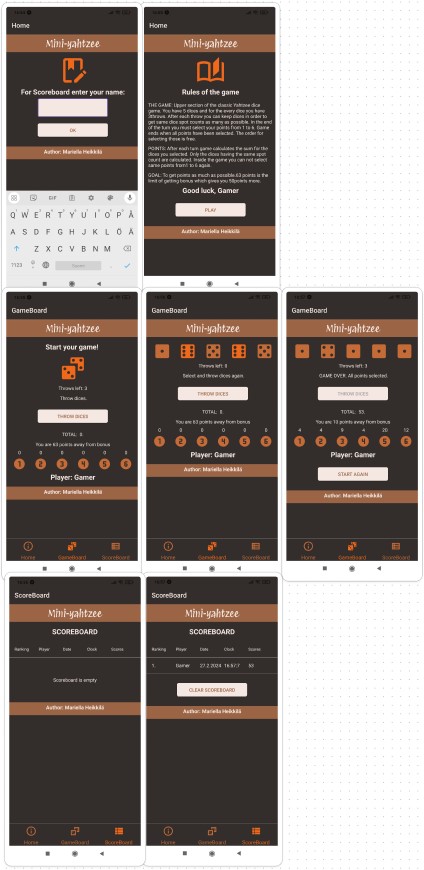 Home
Mini-yahtzee
For Scoreboard enter your name:
OK
Author: Mariella Heikkilä
GIF
Q W E R T Y U I O P Å
A S D F G H J K L Ö Ä
Z X C V B N M
?123
Home
Mini-yahtzee
Rules of the game
THE GAME: Upper section of the classic Yahtzee dice
game. You have 5 dices and for the every dice you have
3throws. After each throw you can keep dices in order to
get same dice spot counts as many as possible. In the end
of the turn you must select your points from 1 to 6. Game
ends when all points have been selected. The order for
selecting those is free.
POINTS: After each turn game calculates the sum for the
dices you selected. Only the dices having the same spot
count are calculated. Inside the game you can not select
same points from1 to 6 again.
GOAL: To get points as much as possible.63 points is the
limit of getting bonus which gives you 50points more.
Good luck, Gamer
PLAY
Author: Mariella Heikkilä
GameBoard
Mini-yahtzee
Start your game!
Throws left: 3
Throw dices.
THROW DICES
TOTAL: 0
You are 63 points away from bonus
0 0 0 0 0 0
1 2 3 4 5 6
Player: Gamer
Author: Mariella Heikkilä
Home GameBoard ScoreBoard
GameBoard
Mini-yahtzee
Throws left: 0
Select and throw dices again.
THROW DICES
TOTAL: 0
You are 63 points away from bonus
0 0 0 0 0 0
1 2 3 4 5 6
Player: Gamer
Author: Mariella Heikkilä
Home GameBoard ScoreBoard
GameBoard
Mini-yahtzee
Throws left: 3
GAME OVER. All points selected.
THROW DICES
TOTAL: 53
You are 10 points away from bonus
4 4 9 4 20 12
1 2 3 4 5 6
Player: Gamer
START AGAIN
Author: Mariella Heikkilä
Home GameBoard ScoreBoard
ScoreBoard
Mini-yahtzee
SCOREBOARD
Ranking Player Date Clock Scores
Scoreboard is empty
Author: Mariella Heikkilä
Home GameBoard ScoreBoard
ScoreBoard
Mini-yahtzee
SCOREBOARD
Ranking Player Date Clock Scores
1. Gamer 27.2.2024 16:57:7 53
CLEAR SCOREBOARD
Author: Mariella Heikkilä
Home GameBoard ScoreBoard